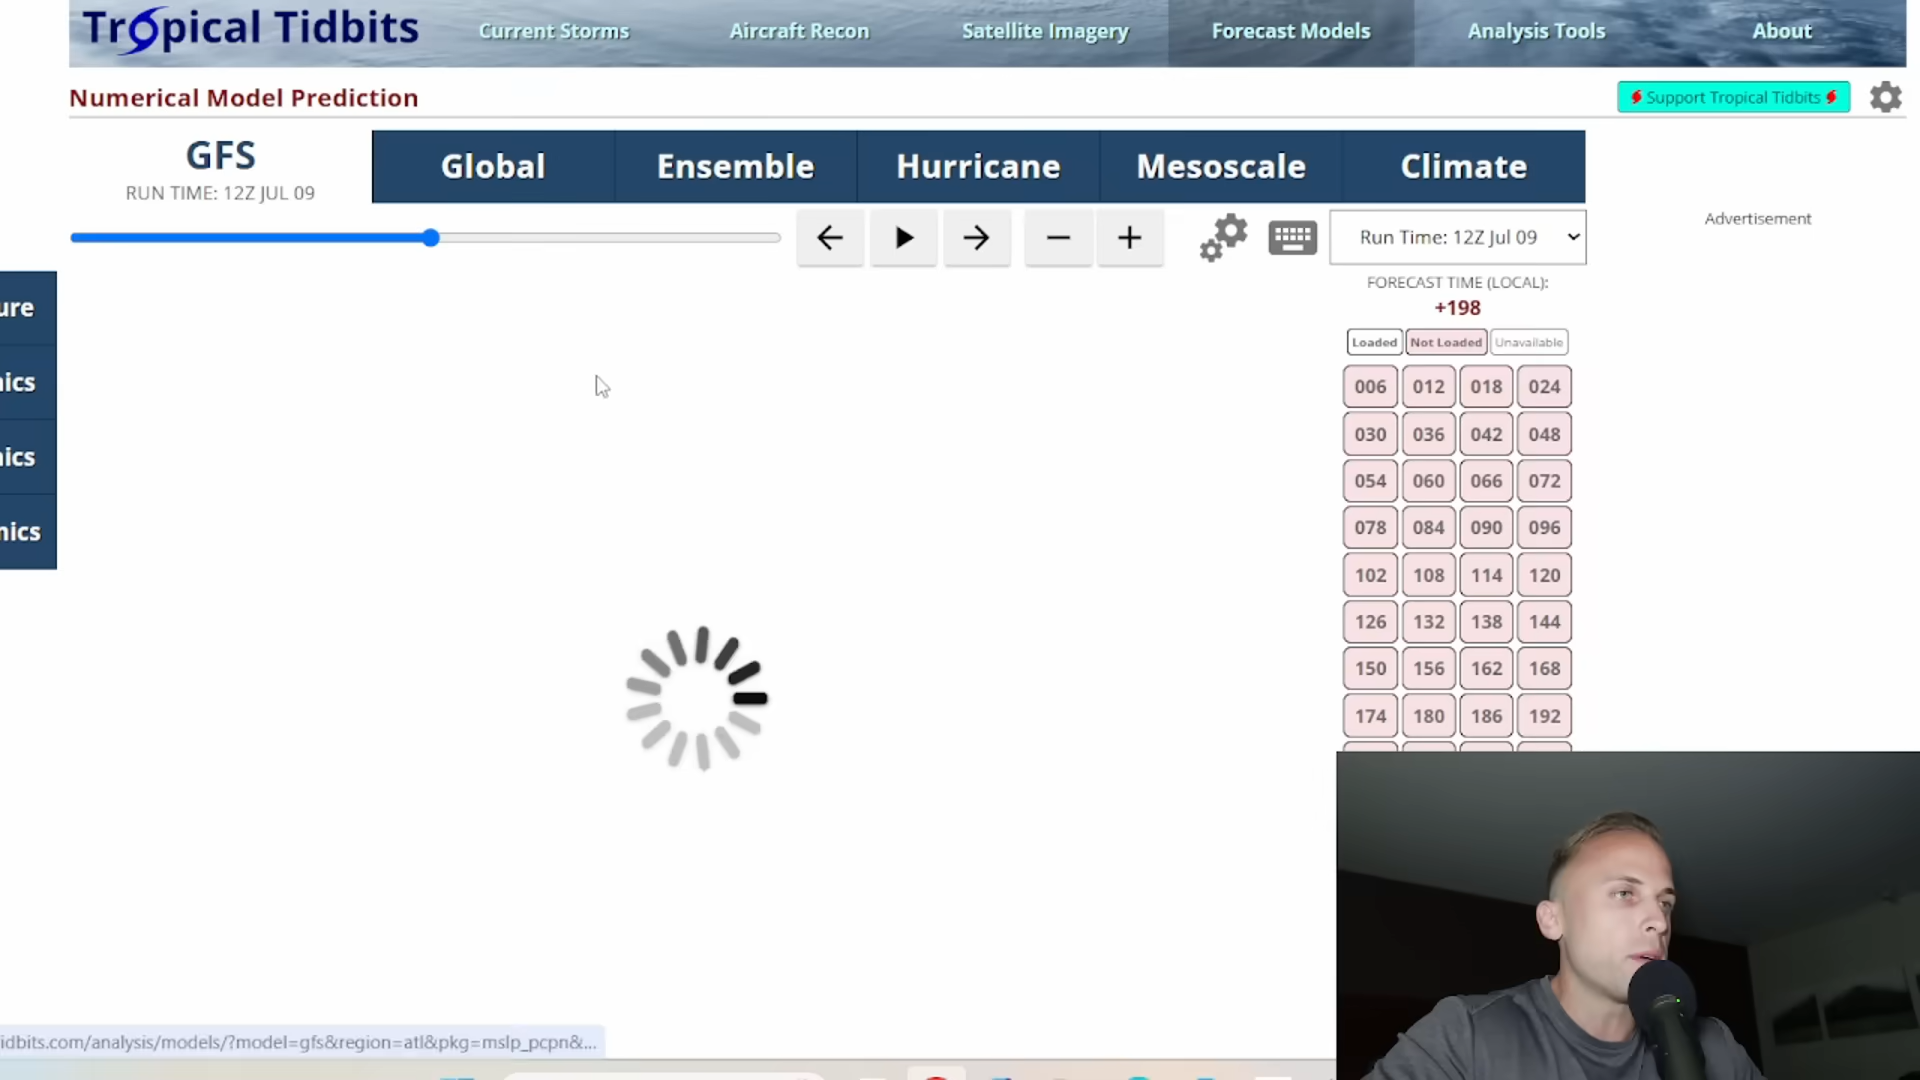 Tropical Tidbits
Current Storms
Aircraft Recon
Satellite Imagery
Forecast Models
Analysis Tools
About
Numerical Model Prediction
Support Tropical Tidbits
GFS
RUN TIME: 12Z JUL 09
Global
Ensemble
Hurricane
Mesoscale
Climate
Run Time: 12Z Jul 09
Advertisement
FORECAST TIME (LOCAL):
+198
Loaded Not Loaded Unavailable
006 012 018 024
030 036 042 048
054 060 066 072
078 084 090 096
102 108 114 120
126 132 138 144
150 156 162 168
174 180 186 192
ure
ics
ics
nics
idbits.com/analysis/models/?model=gfs&region=atl&pkg=mslp_pcpn&...